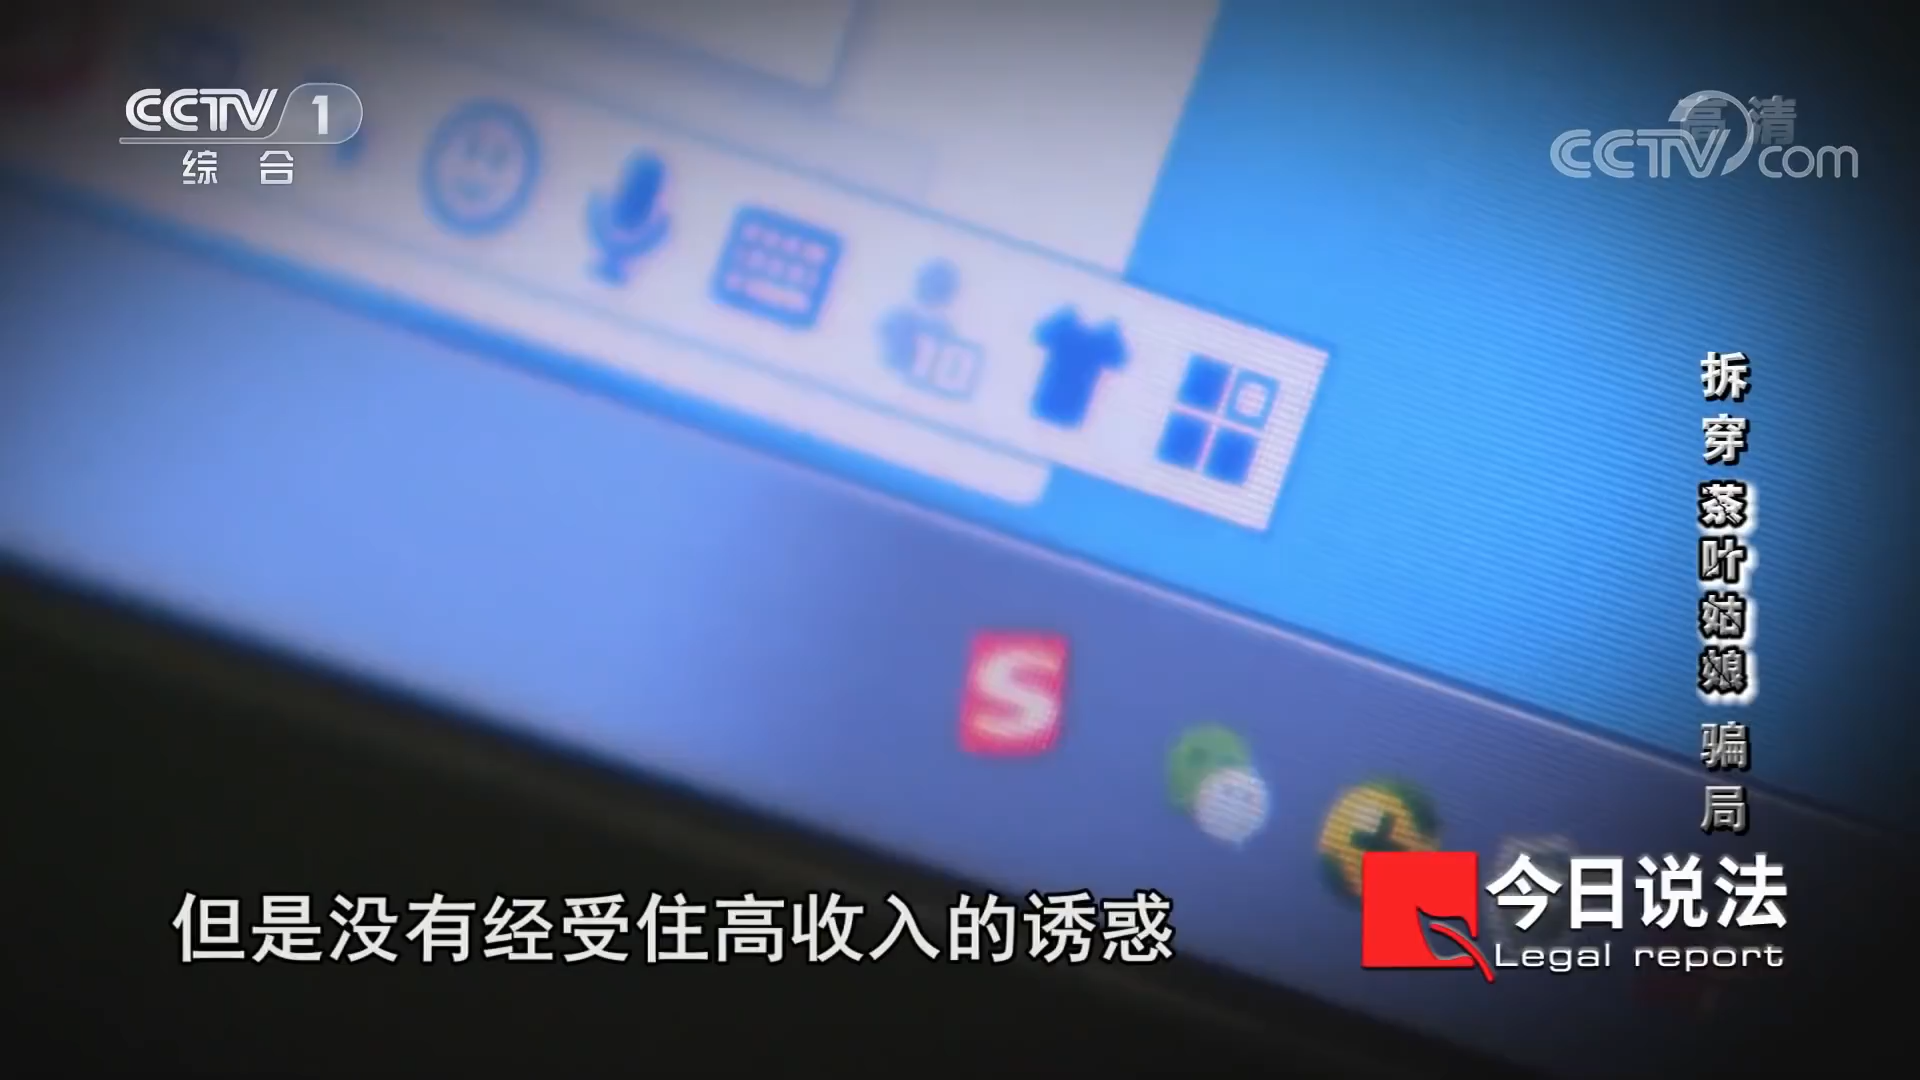 CCTV 1
综合
高清
CCTV com
10
拆穿茶叶姑娘骗局
S
但是没有经受住高收入的诱惑
今日说法
Legal report